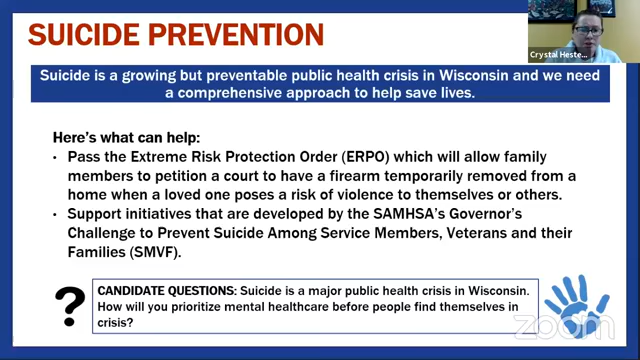 SUICIDE PREVENTION
Crystal Heste...
Suicide is a growing but preventable public health crisis in Wisconsin and we need
a comprehensive approach to help save lives.
Here's what can help:
• Pass the Extreme Risk Protection Order (ERPO) which will allow family
members to petition a court to have a firearm temporarily removed from a
home when a loved one poses a risk of violence to themselves or others.
• Support initiatives that are developed by the SAMHSA's Governor's
Challenge to Prevent Suicide Among Service Members, Veterans and their
Families (SMVF).
?
CANDIDATE QUESTIONS: Suicide is a major public health crisis in Wisconsin.
How will you prioritize mental healthcare before people find themselves in
crisis?
zoom